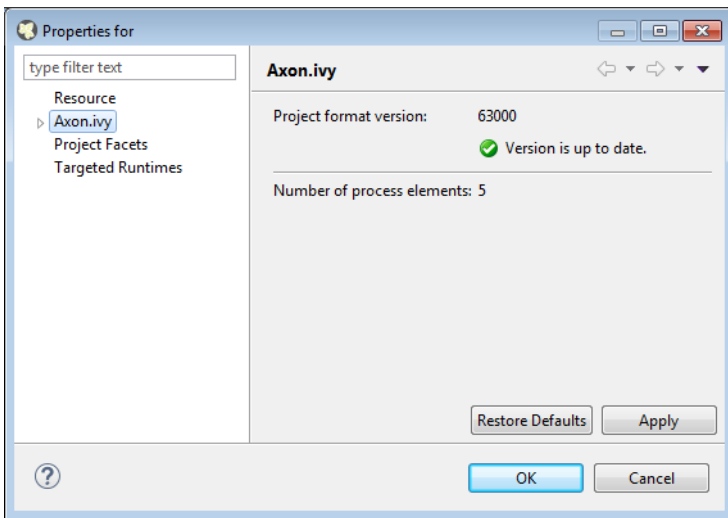 Properties for
type filter text
Resource
Axon.ivy
Project Facets
Targeted Runtimes
Axon.ivy
Project format version: 63000
Version is up to date.
Number of process elements: 5
Restore Defaults
Apply
OK
Cancel